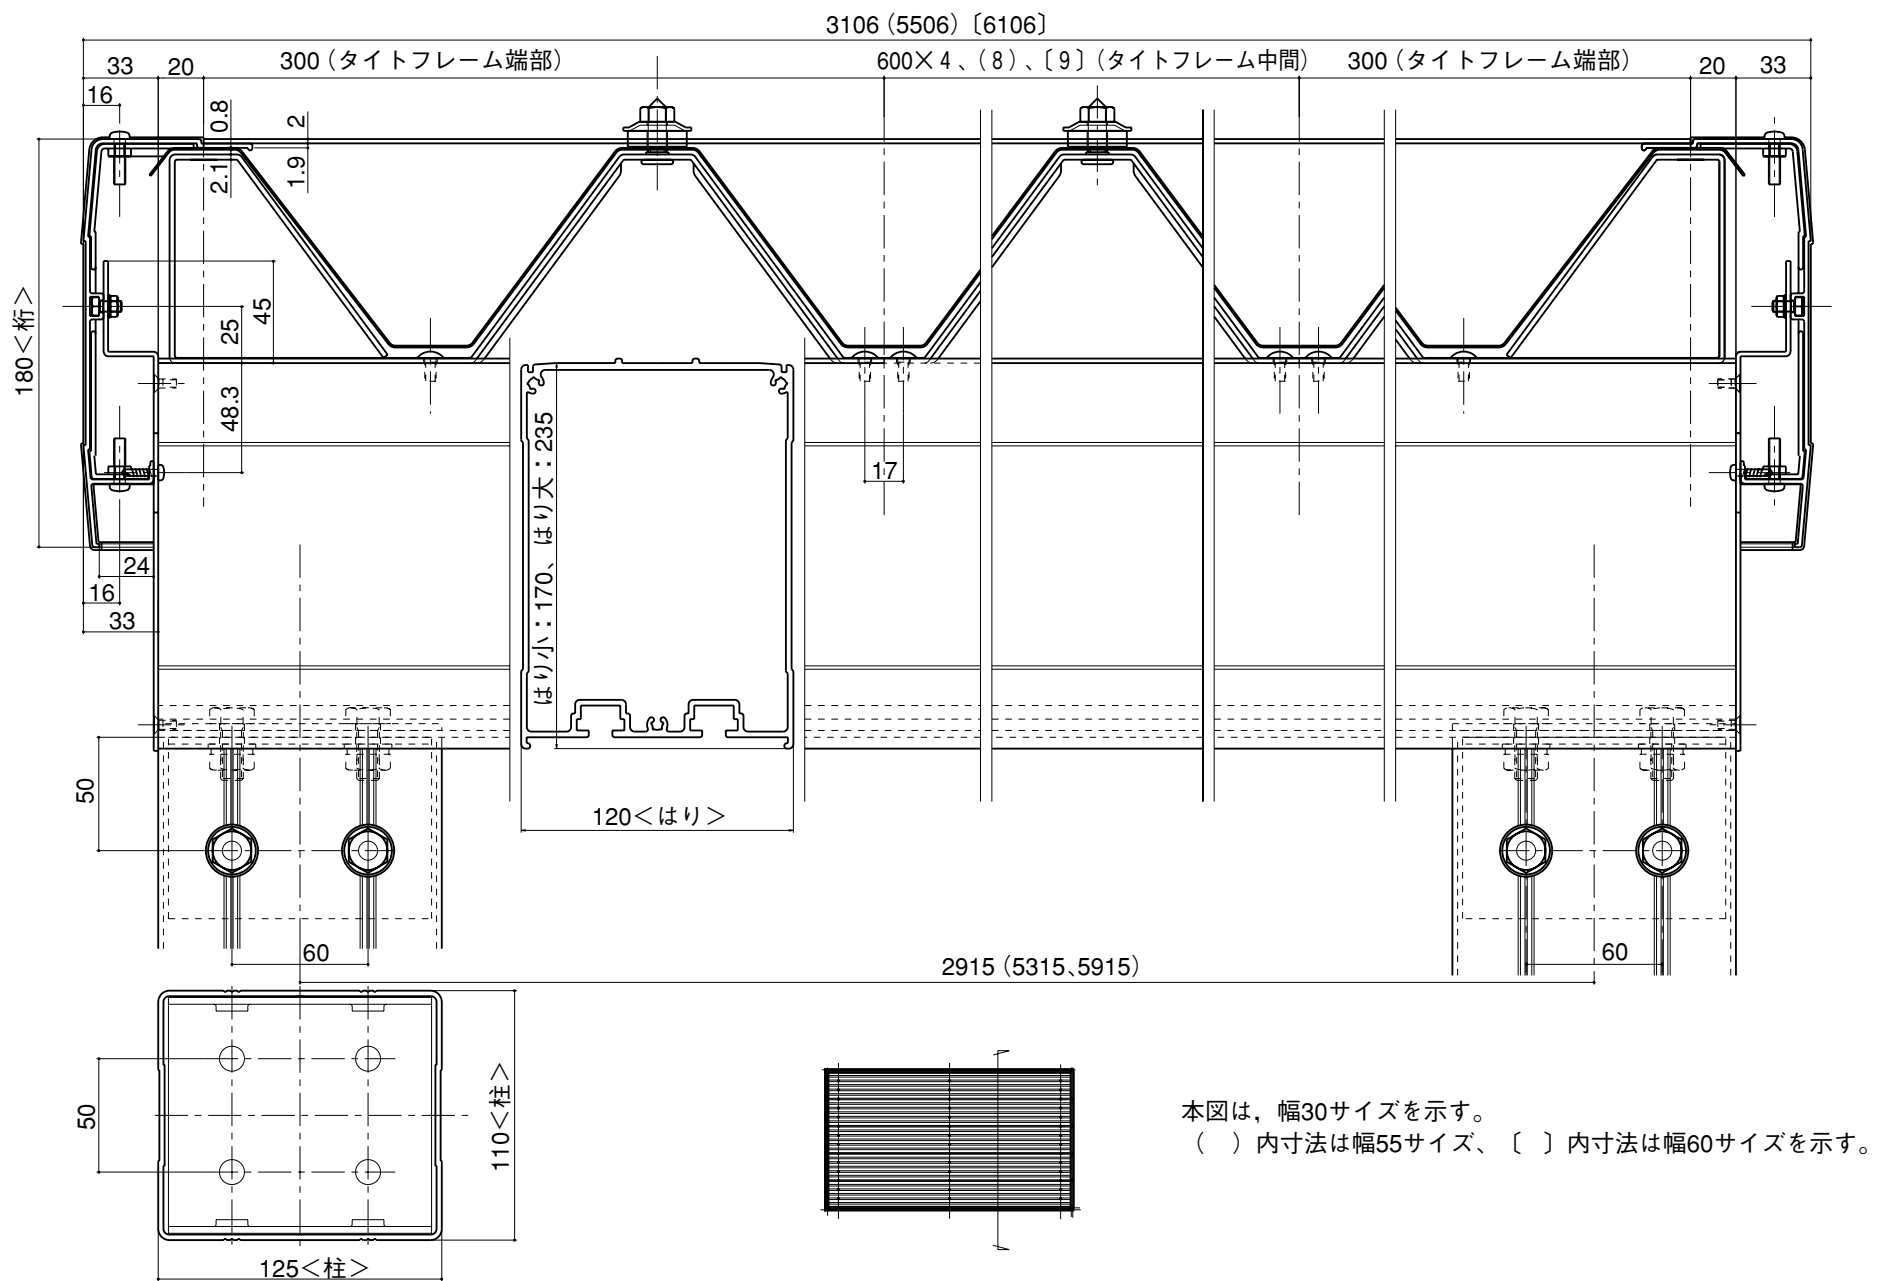 3106（5506）〔6106〕
33
20
300（タイトフレーム端部）
600×4、（8）、〔9〕（タイトフレーム中間）
300（タイトフレーム端部）
20
33
16
0.8
2
2.1
1.9
180＜桁＞
45
25
48.3
はり小：170、はり大：235
17
24
16
33
50
120＜はり＞
60
2915（5315、5915）
60
50
110＜柱＞
125＜柱＞
本図は，幅30サイズを示す。
（　）内寸法は幅55サイズ、〔　〕内寸法は幅60サイズを示す。